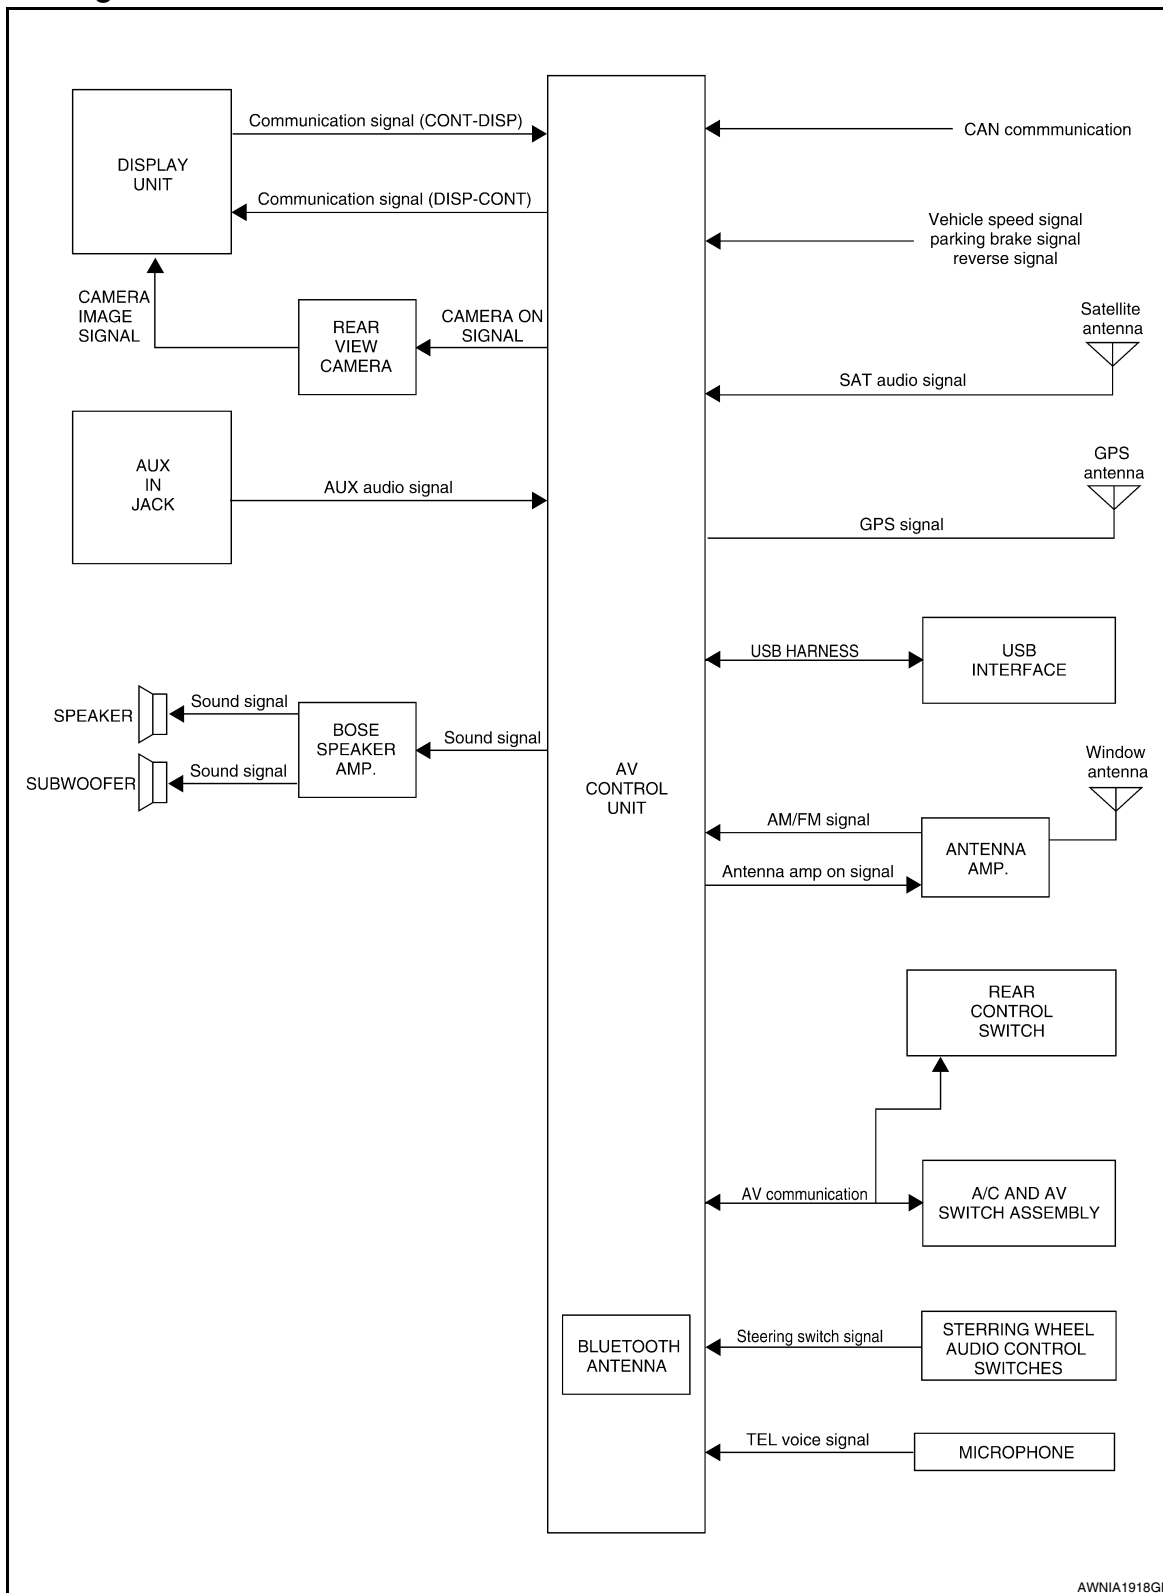 Communication signal (CONT-DISP)
DISPLAY
UNIT
Communication signal (DISP-CONT)
CAMERA
IMAGE
SIGNAL
REAR
VIEW
CAMERA
CAMERA ON
SIGNAL
AUX
IN
JACK
AUX audio signal
SPEAKER
Sound signal
SUBWOOFER
Sound signal
BOSE
SPEAKER
AMP.
Sound signal
AV
CONTROL
UNIT
BLUETOOTH
ANTENNA
CAN commmunication
Vehicle speed signal
parking brake signal
reverse signal
Satellite
antenna
SAT audio signal
GPS
antenna
GPS signal
USB HARNESS
USB
INTERFACE
Window
antenna
AM/FM signal
Antenna amp on signal
ANTENNA
AMP.
REAR
CONTROL
SWITCH
AV communication
A/C AND AV
SWITCH ASSEMBLY
Steering switch signal
STERRING WHEEL
AUDIO CONTROL
SWITCHES
TEL voice signal
MICROPHONE